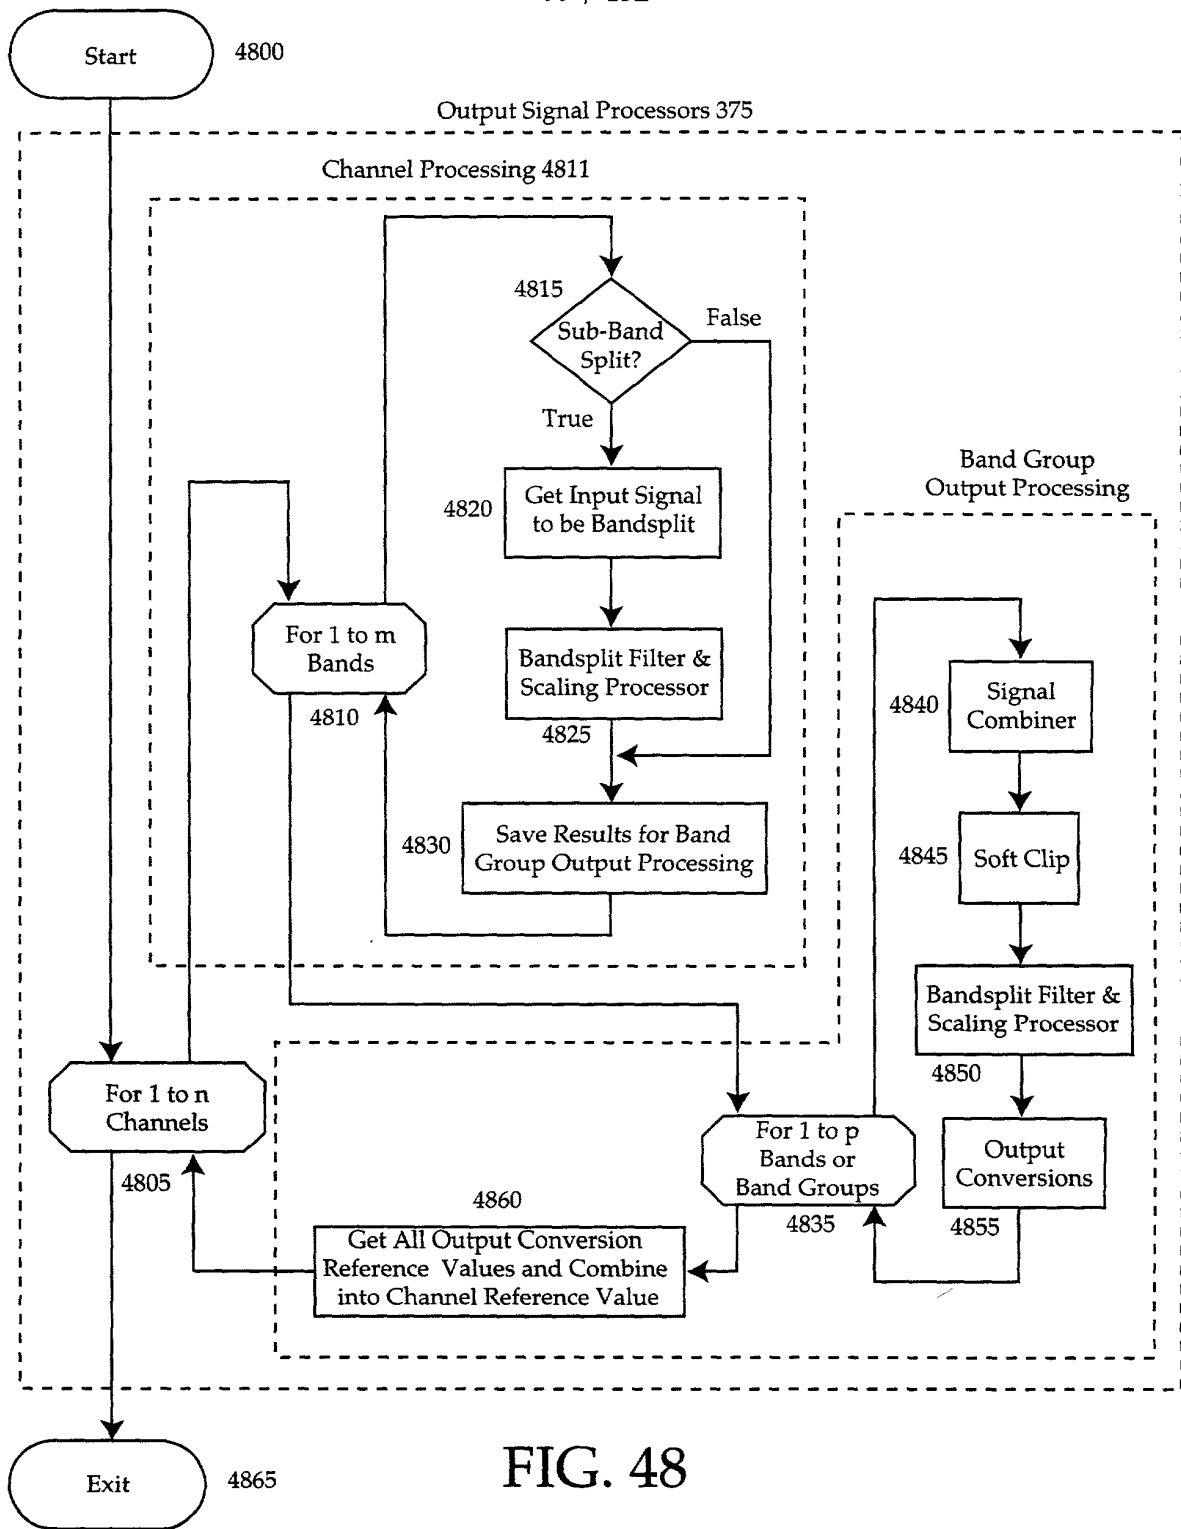 Start
4800
Output Signal Processors 375
Channel Processing 4811
4815
Sub-Band
Split?
False
True
4820
Get Input Signal
to be Bandsplit
Bandsplit Filter &
Scaling Processor
4825
4830
Save Results for Band
Group Output Processing
For 1 to m
Bands
4810
Band Group
Output Processing
4840
Signal
Combiner
4845
Soft Clip
Bandsplit Filter &
Scaling Processor
4850
Output
Conversions
4855
For 1 to n
Channels
4805
For 1 to p
Bands or
Band Groups
4835
4860
Get All Output Conversion
Reference Values and Combine
into Channel Reference Value
Exit
4865
FIG. 48